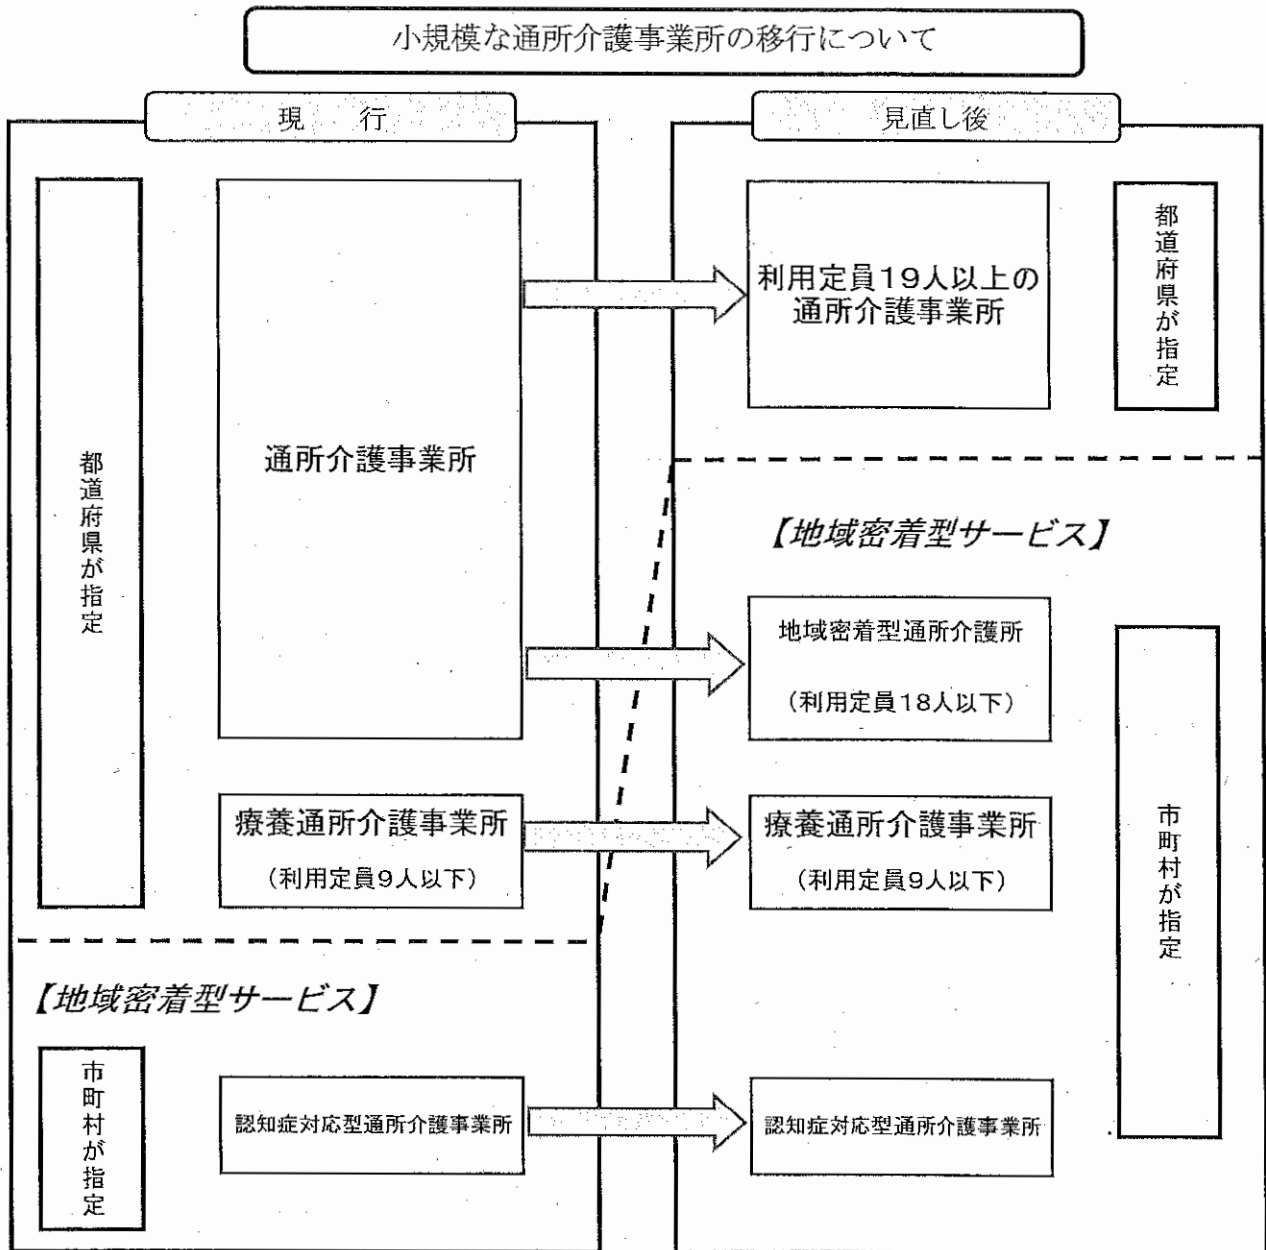 小規模な通所介護事業所の移行について
現　行
都道府県が指定
通所介護事業所
療養通所介護事業所
（利用定員9人以下）
【地域密着型サービス】
市町村が指定
認知症対応型通所介護事業所
見直し後
利用定員19人以上の
通所介護事業所
都道府県が指定
【地域密着型サービス】
地域密着型通所介護所
（利用定員18人以下）
療養通所介護事業所
（利用定員9人以下）
市町村が指定
認知症対応型通所介護事業所